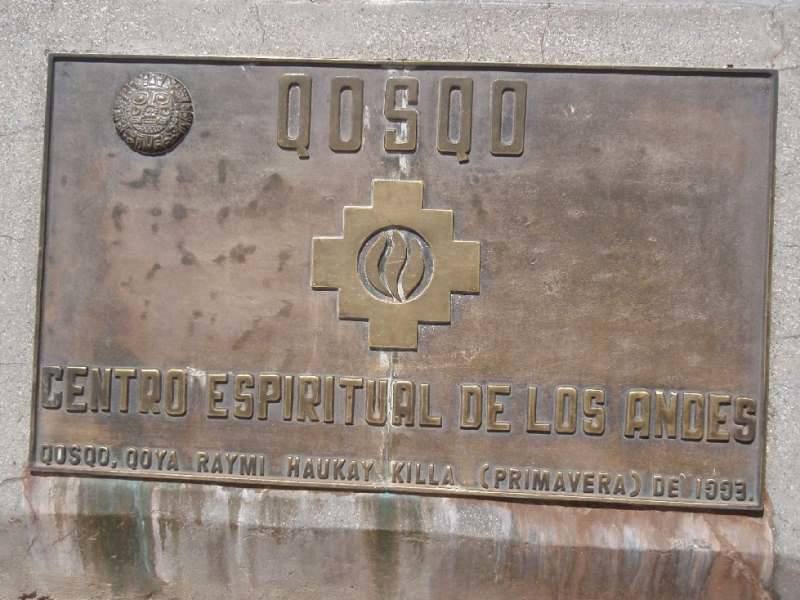 QOSQO
CENTRO ESPIRITUAL DE LOS ANDES
QOSQO, QOYA RAYMI HAUKAY KILLA (PRIMAVERA) DE 1993.